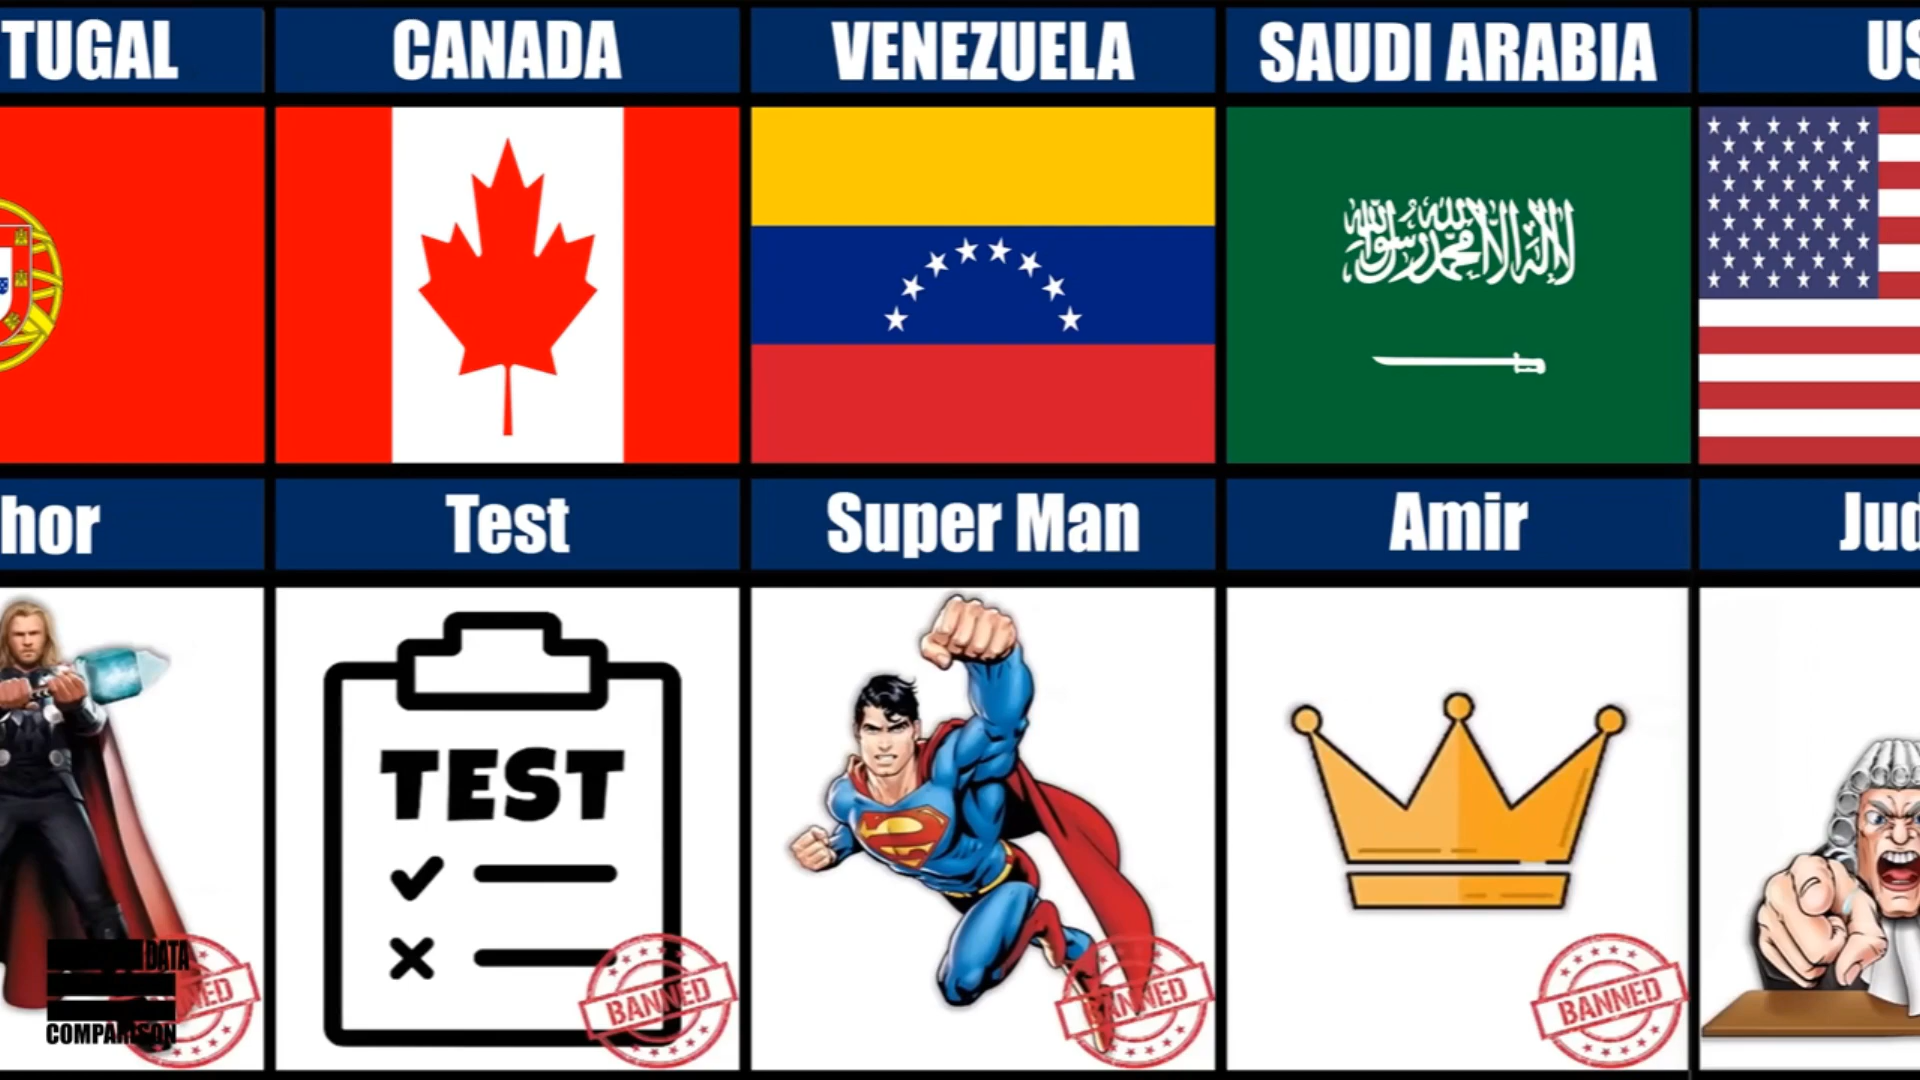 TUGAL
CANADA
VENEZUELA
SAUDI ARABIA
US
لا إله إلا الله محمد رسول الله
hor
Test
Super Man
Amir
Jud
TEST
DATA
COMPARISON
NED
BANNED
BANNED
BANNED